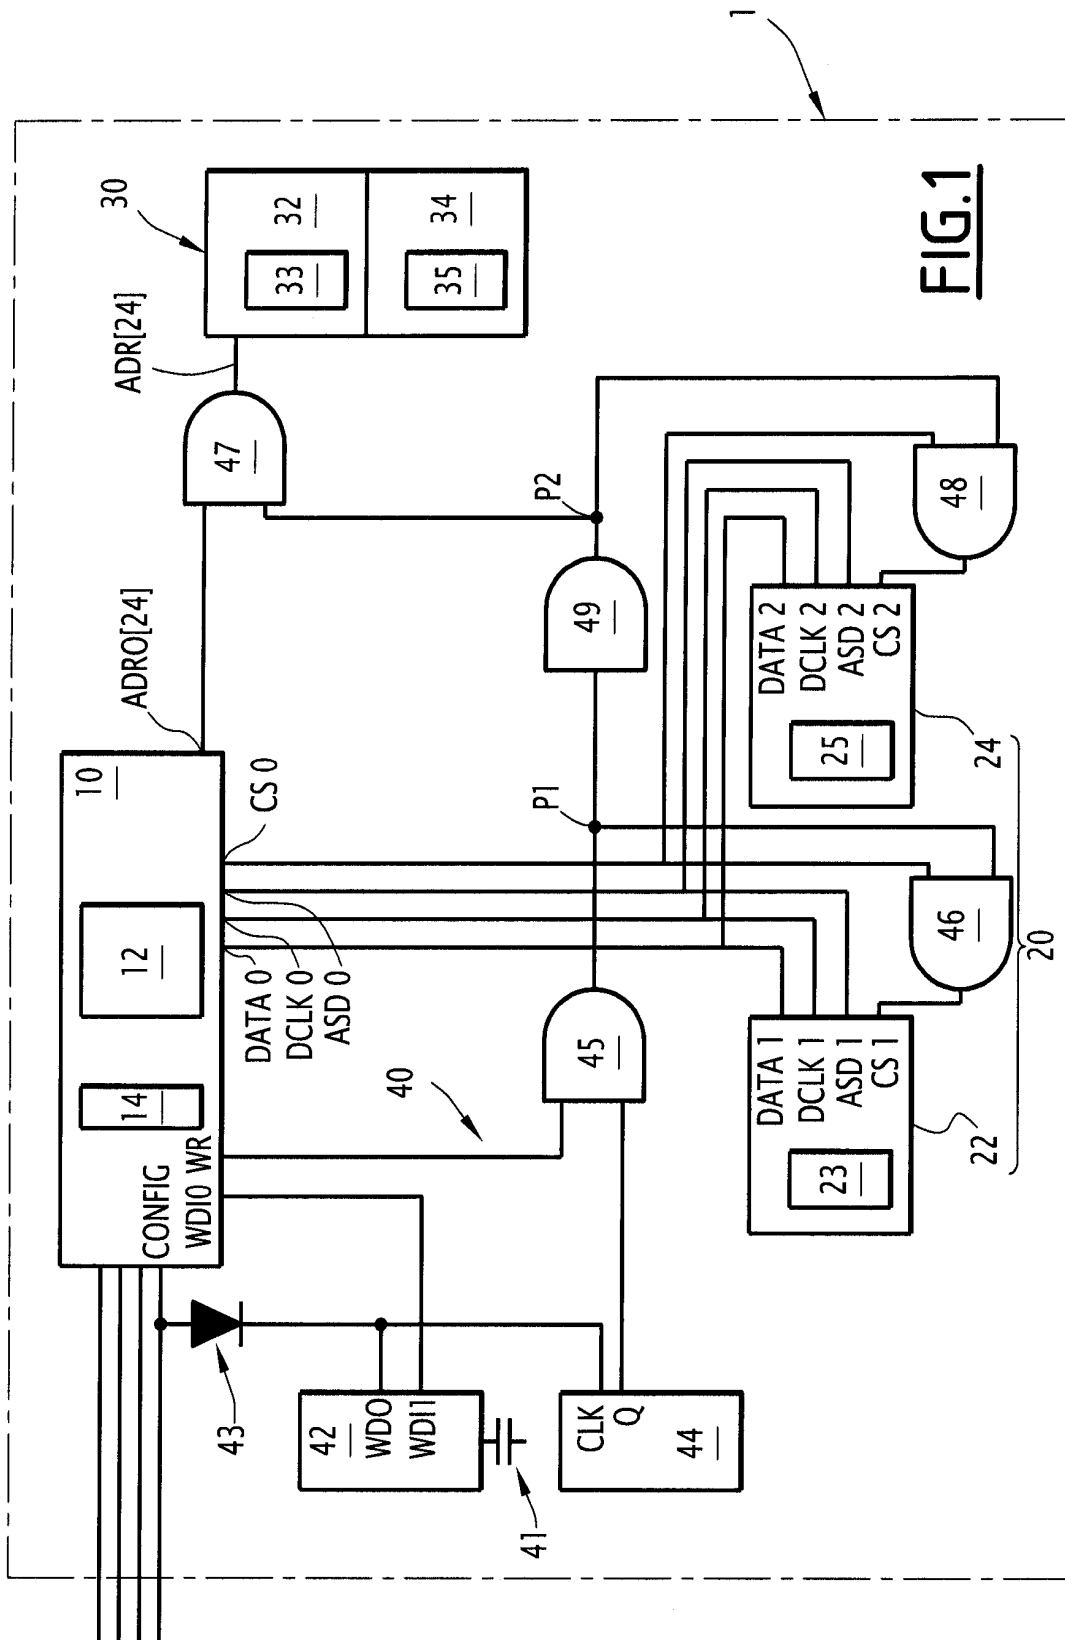 1
30
ADR[24]
32
33
34
35
47
ADRO[24]
10
CS 0
12
14
DATA 0
DCLK 0
ASD 0
CONFIG
WDI0 WR
40
43
42
WDO
WDI1
41
CLK
Q
44
45
P1
49
P2
DATA 1
DCLK 1
ASD 1
CS 1
23
22
46
20
DATA 2
DCLK 2
ASD 2
CS 2
25
24
48
FIG.1